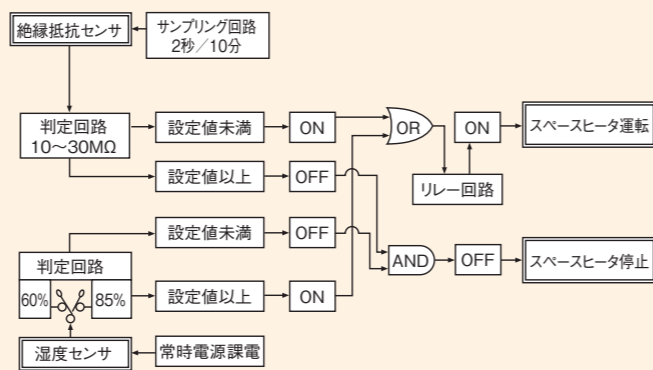 絶縁抵抗センサ
サンプリング回路
2秒／10分
判定回路
10～30MΩ
設定値未満
ON
OR
ON
スペースヒータ運転
設定値以上
OFF
リレー回路
設定値未満
OFF
判定回路
60%
85%
AND
OFF
スペースヒータ停止
設定値以上
ON
湿度センサ
常時電源課電